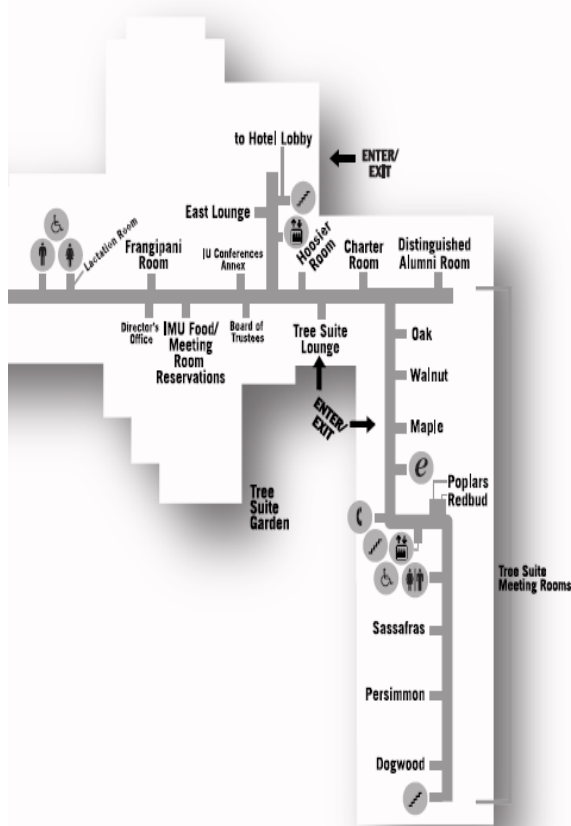 to Hotel Lobby
ENTER/
EXIT
East Lounge
Lactation Room
Frangipani
Room
IU Conferences
Annex
Hoosier
Room
Charter
Room
Distinguished
Alumni Room
Director's
Office
IMU Food/
Meeting
Room
Reservations
Board of
Trustees
Tree Suite
Lounge
Oak
Walnut
Maple
ENTER/
EXIT
e
Poplars
Redbud
Tree
Suite
Garden
Tree Suite
Meeting Rooms
Sassafras
Persimmon
Dogwood